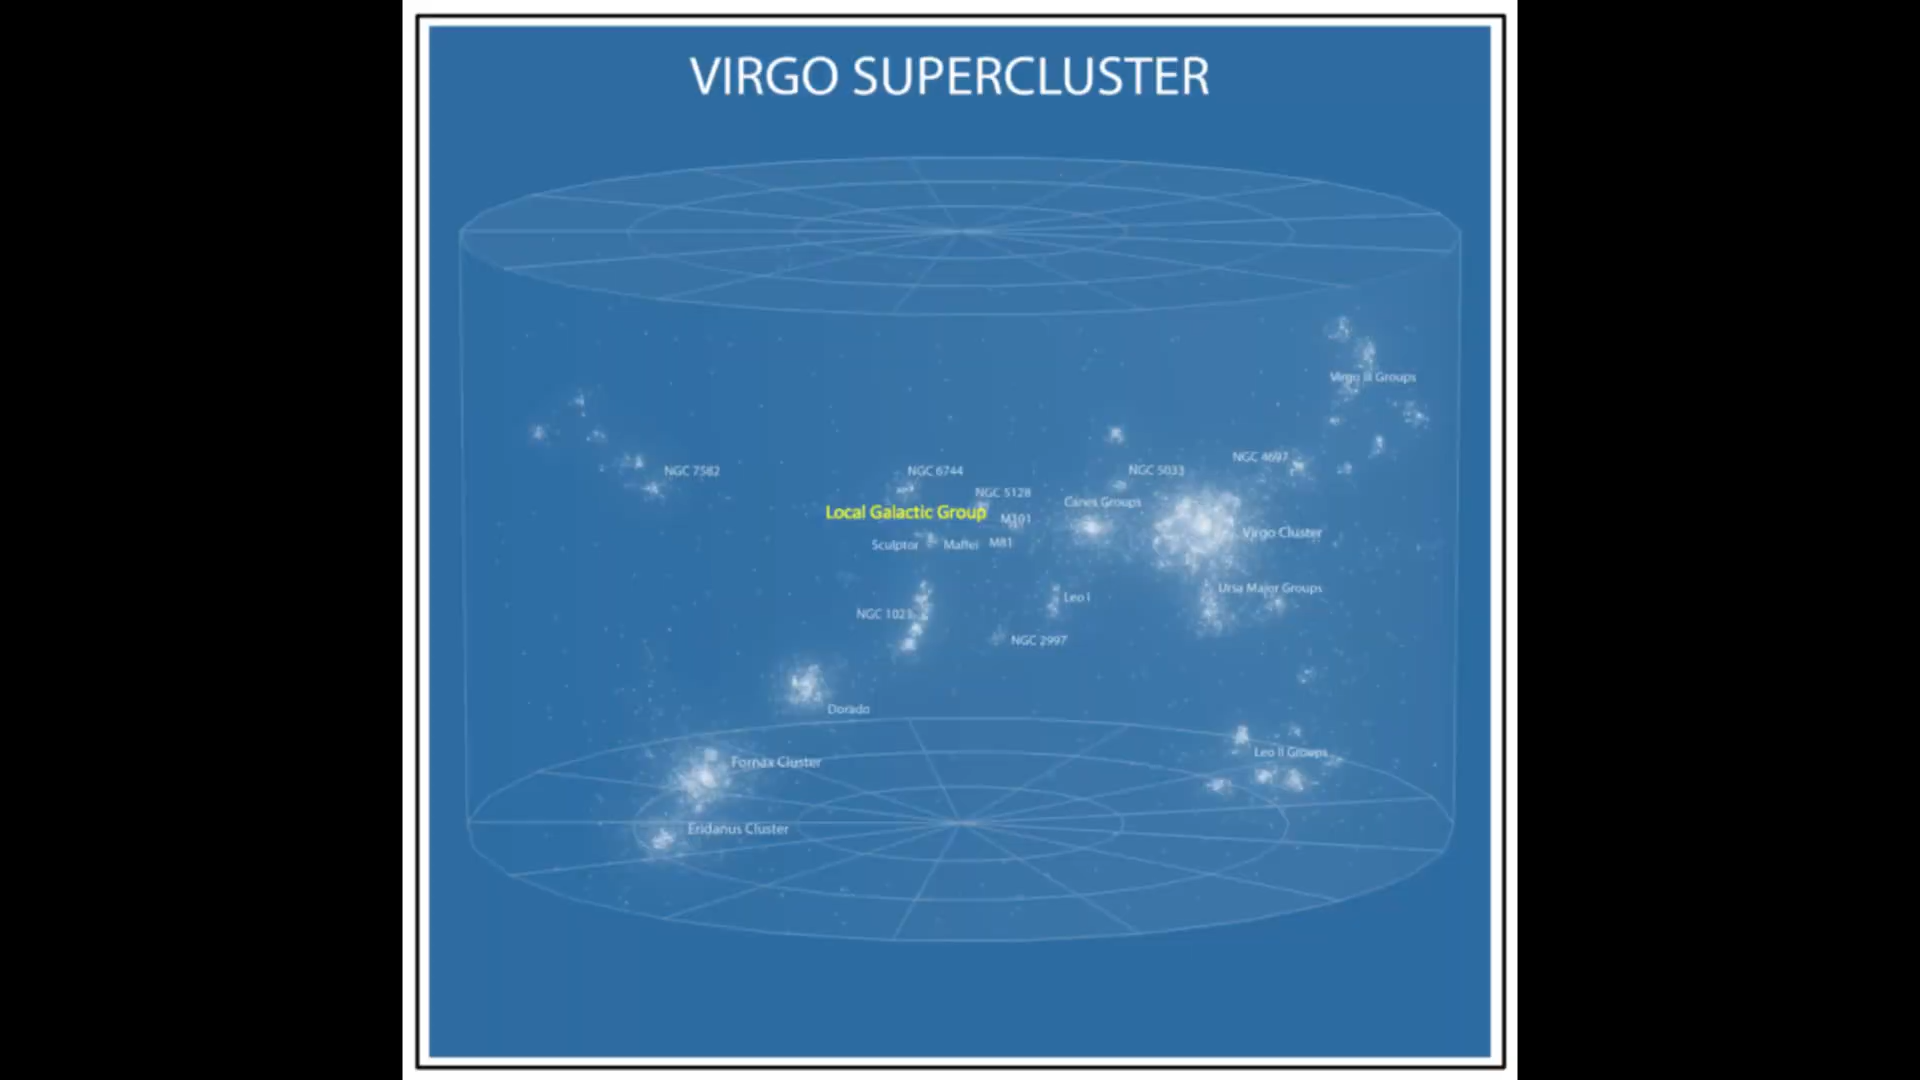 VIRGO SUPERCLUSTER
Virgo III Groups
NGC 7582
NGC 6744
NGC 5033
NGC 4697
NGC 5128
Canes Groups
Local Galactic Group
M101
Virgo Cluster
Sculptor
Maffei
M81
Ursa Major Groups
Leo I
NGC 1023
NGC 2997
Dorado
Leo II Groups
Fornax Cluster
Eridanus Cluster